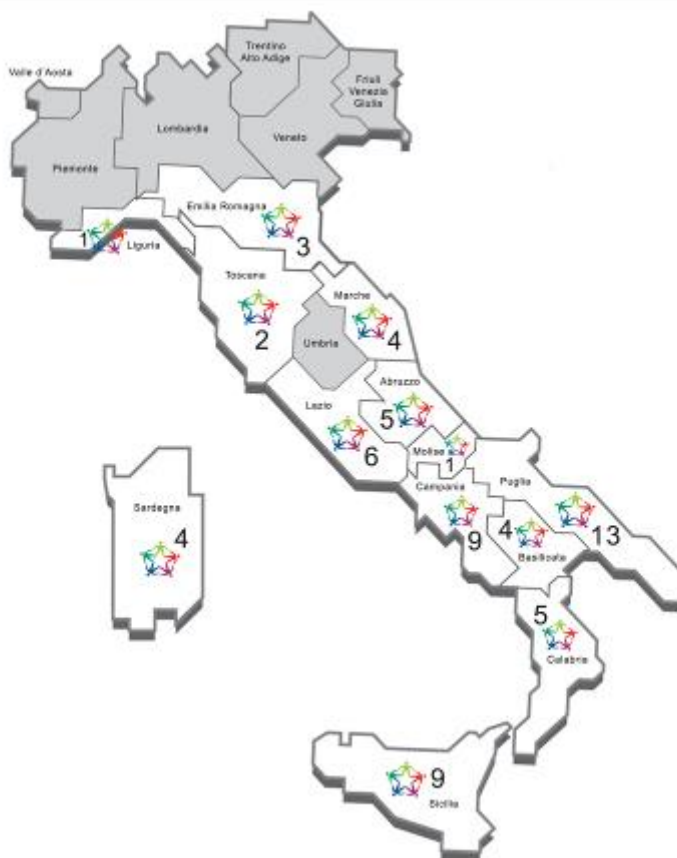 Trentino
Alto Adige
Valle d'Aosta
Friuli
Venezia
Giulia
Lombardia
Veneto
Piemonte
Emilia Romagna
3
1
Liguria
Toscana
2
Marche
4
Umbria
Abruzzo
5
Lazio
6
Molise
1
Campania
9
Puglia
13
4
Basilicata
Sardegna
4
5
Calabria
9
Sicilia